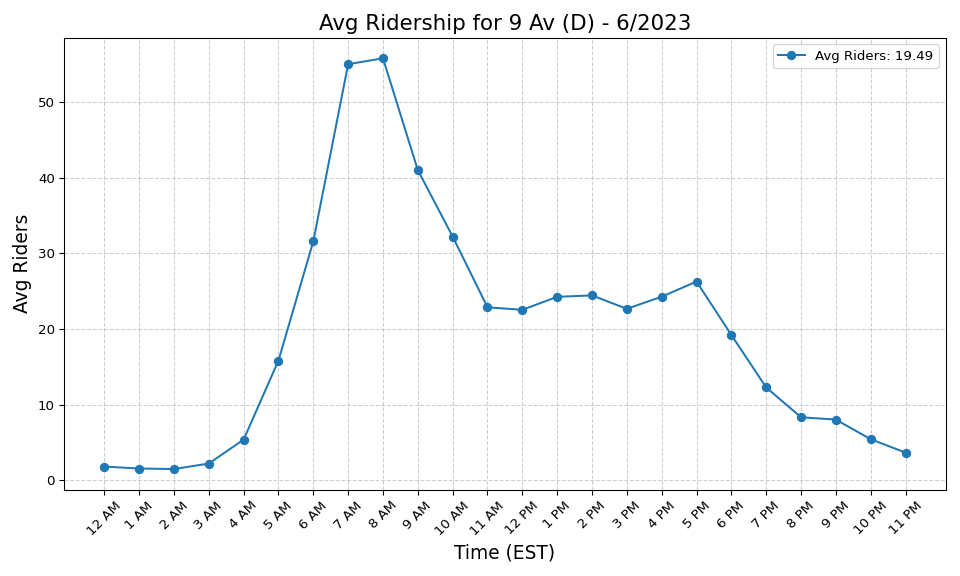 Avg Ridership for 9 Av (D) - 6/2023
Avg Riders: 19.49
Avg Riders
50
40
30
20
10
0
12 AM
1 AM
2 AM
3 AM
4 AM
5 AM
6 AM
7 AM
8 AM
9 AM
10 AM
11 AM
12 PM
1 PM
2 PM
3 PM
4 PM
5 PM
6 PM
7 PM
8 PM
9 PM
10 PM
11 PM
Time (EST)